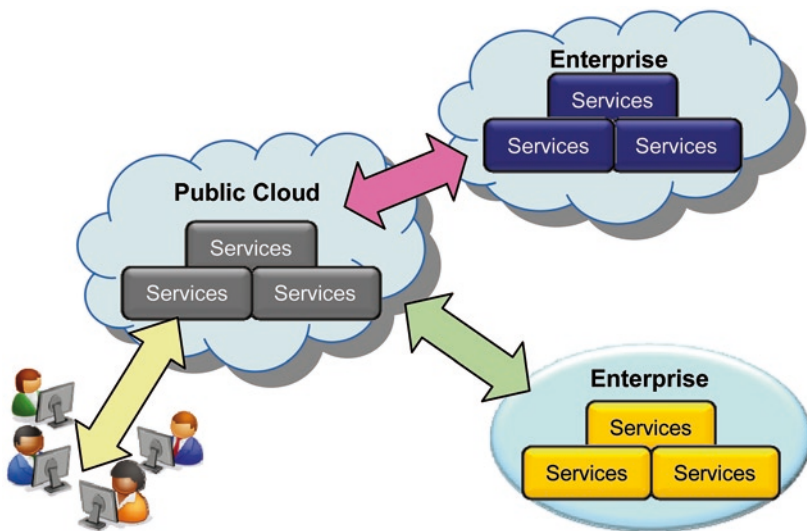 Enterprise
Services
Services Services
Public Cloud
Services
Services Services
Enterprise
Services
Services Services